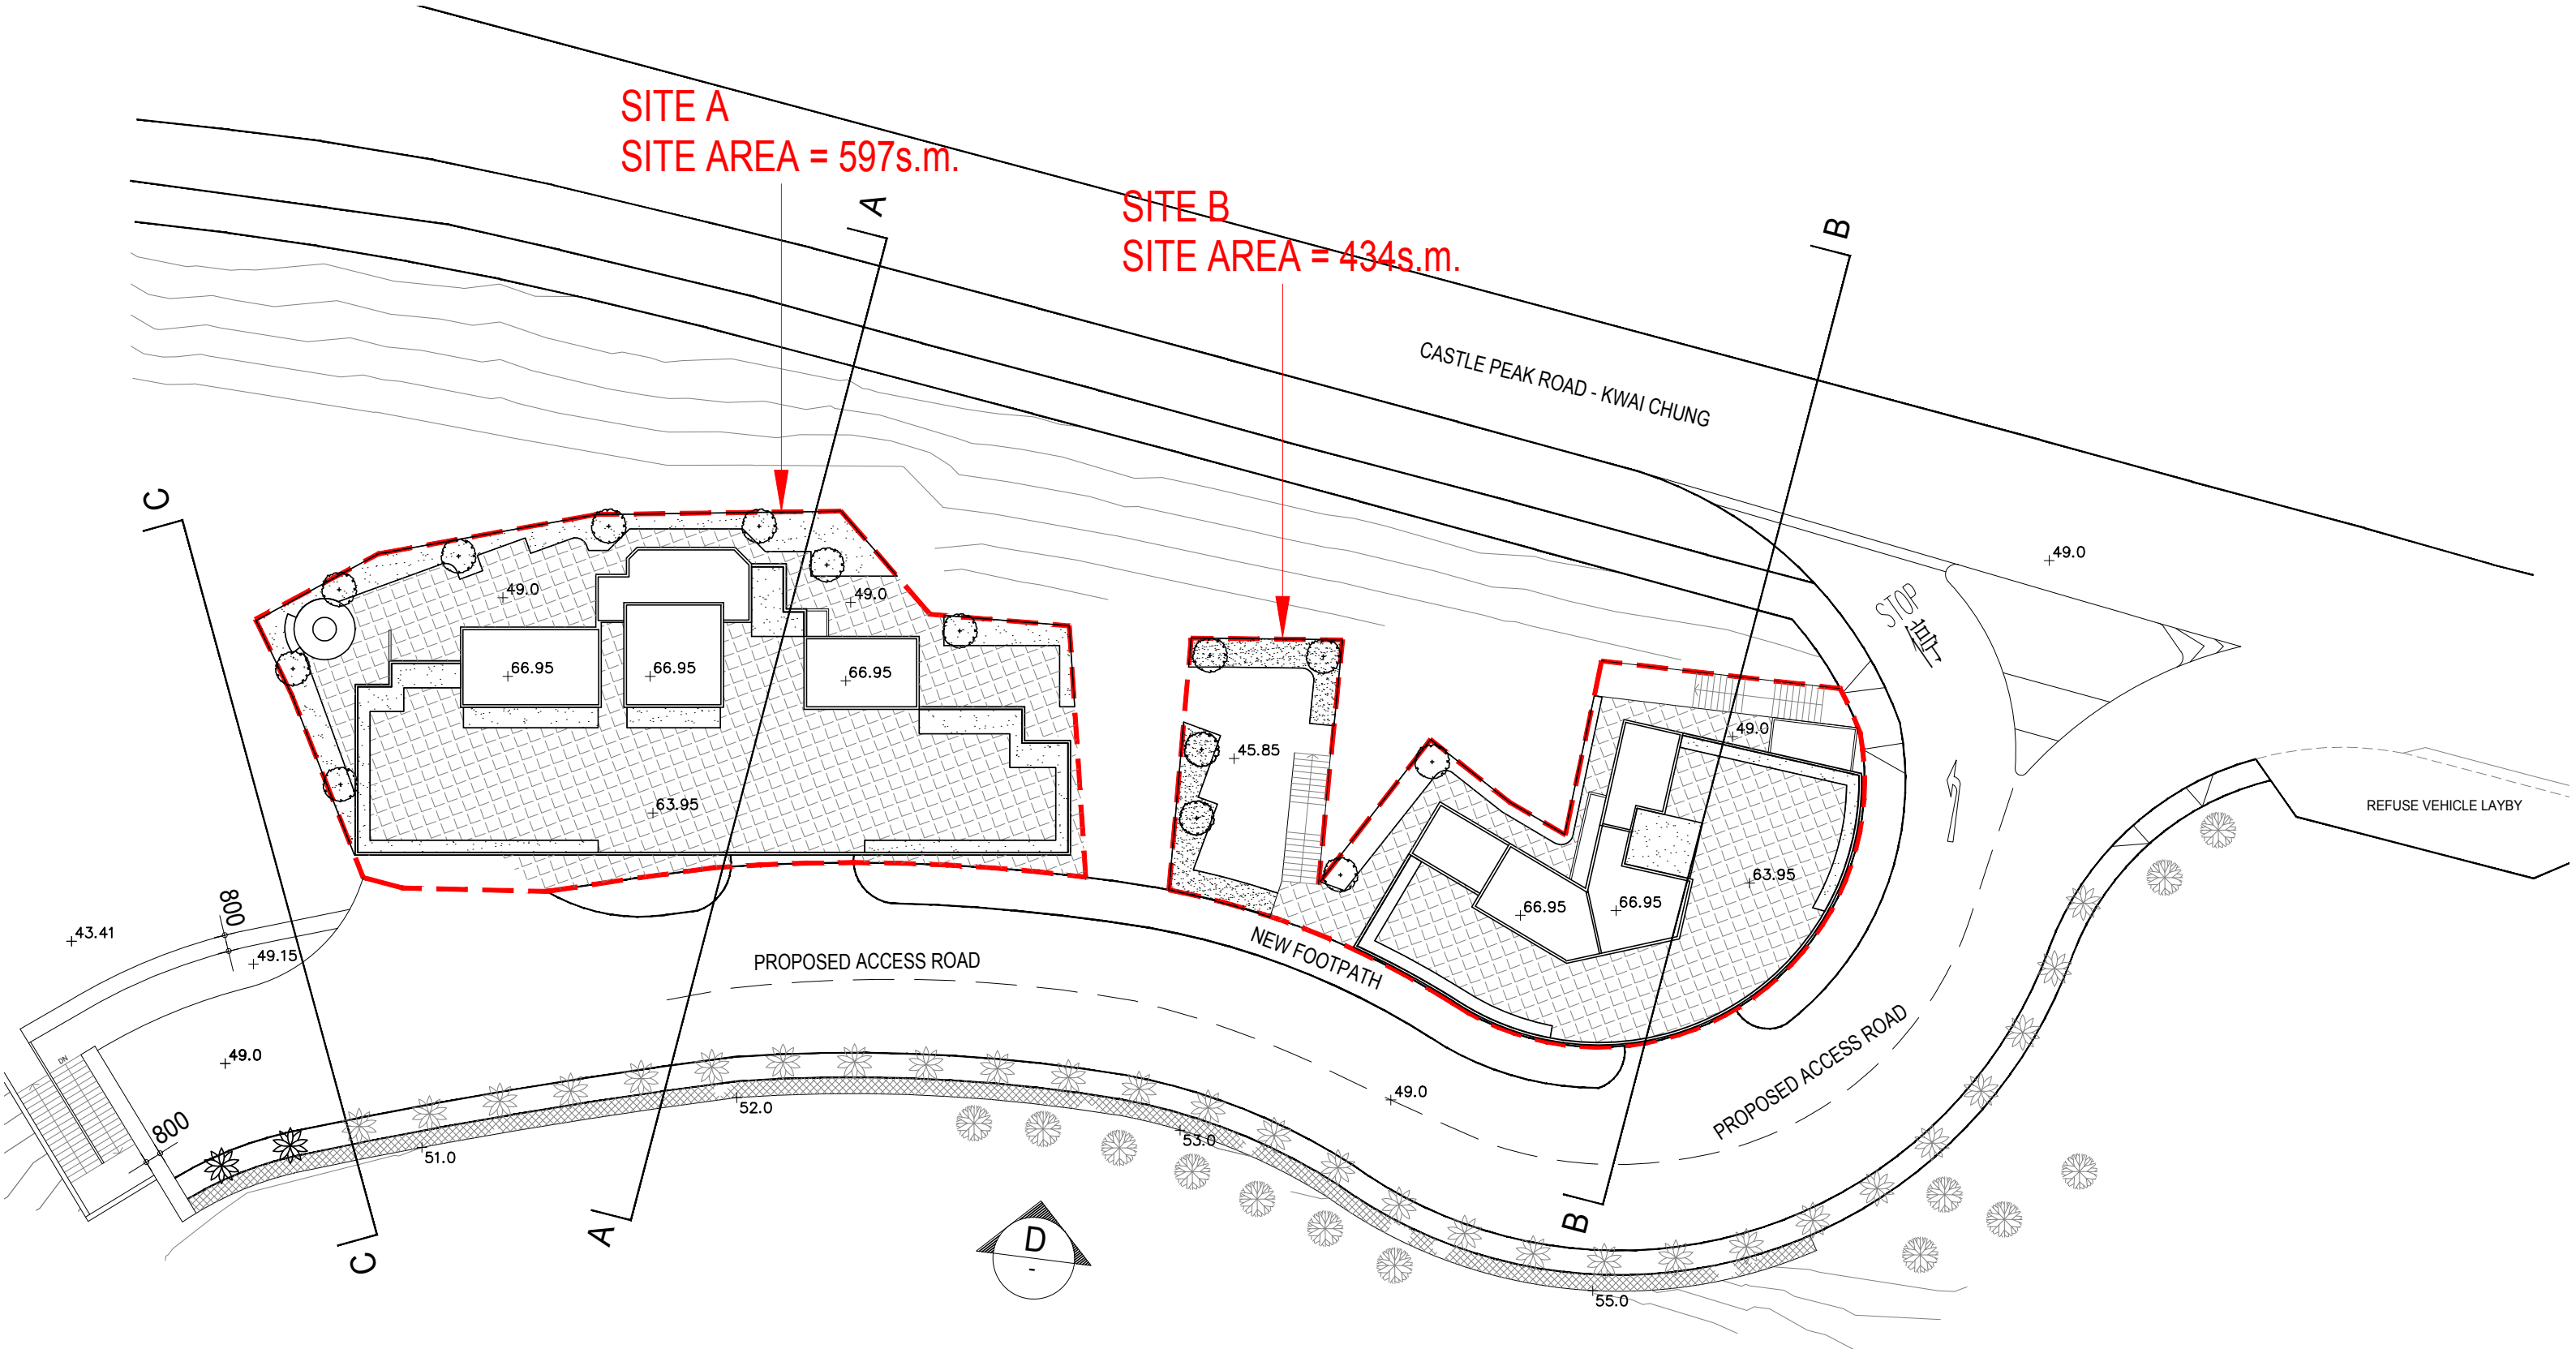 SITE A
SITE AREA = 597s.m.
SITE B
SITE AREA = 434s.m.
A
B
CASTLE PEAK ROAD - KWAI CHUNG
C
49.0
STOP
停
49.0
49.0
66.95
66.95
66.95
45.85
49.0
63.95
REFUSE VEHICLE LAYBY
63.95
66.95
66.95
800
43.41
49.15
PROPOSED ACCESS ROAD
NEW FOOTPATH
49.0
DN
PROPOSED ACCESS ROAD
49.0
52.0
800
53.0
51.0
A
B
C
D
-
55.0